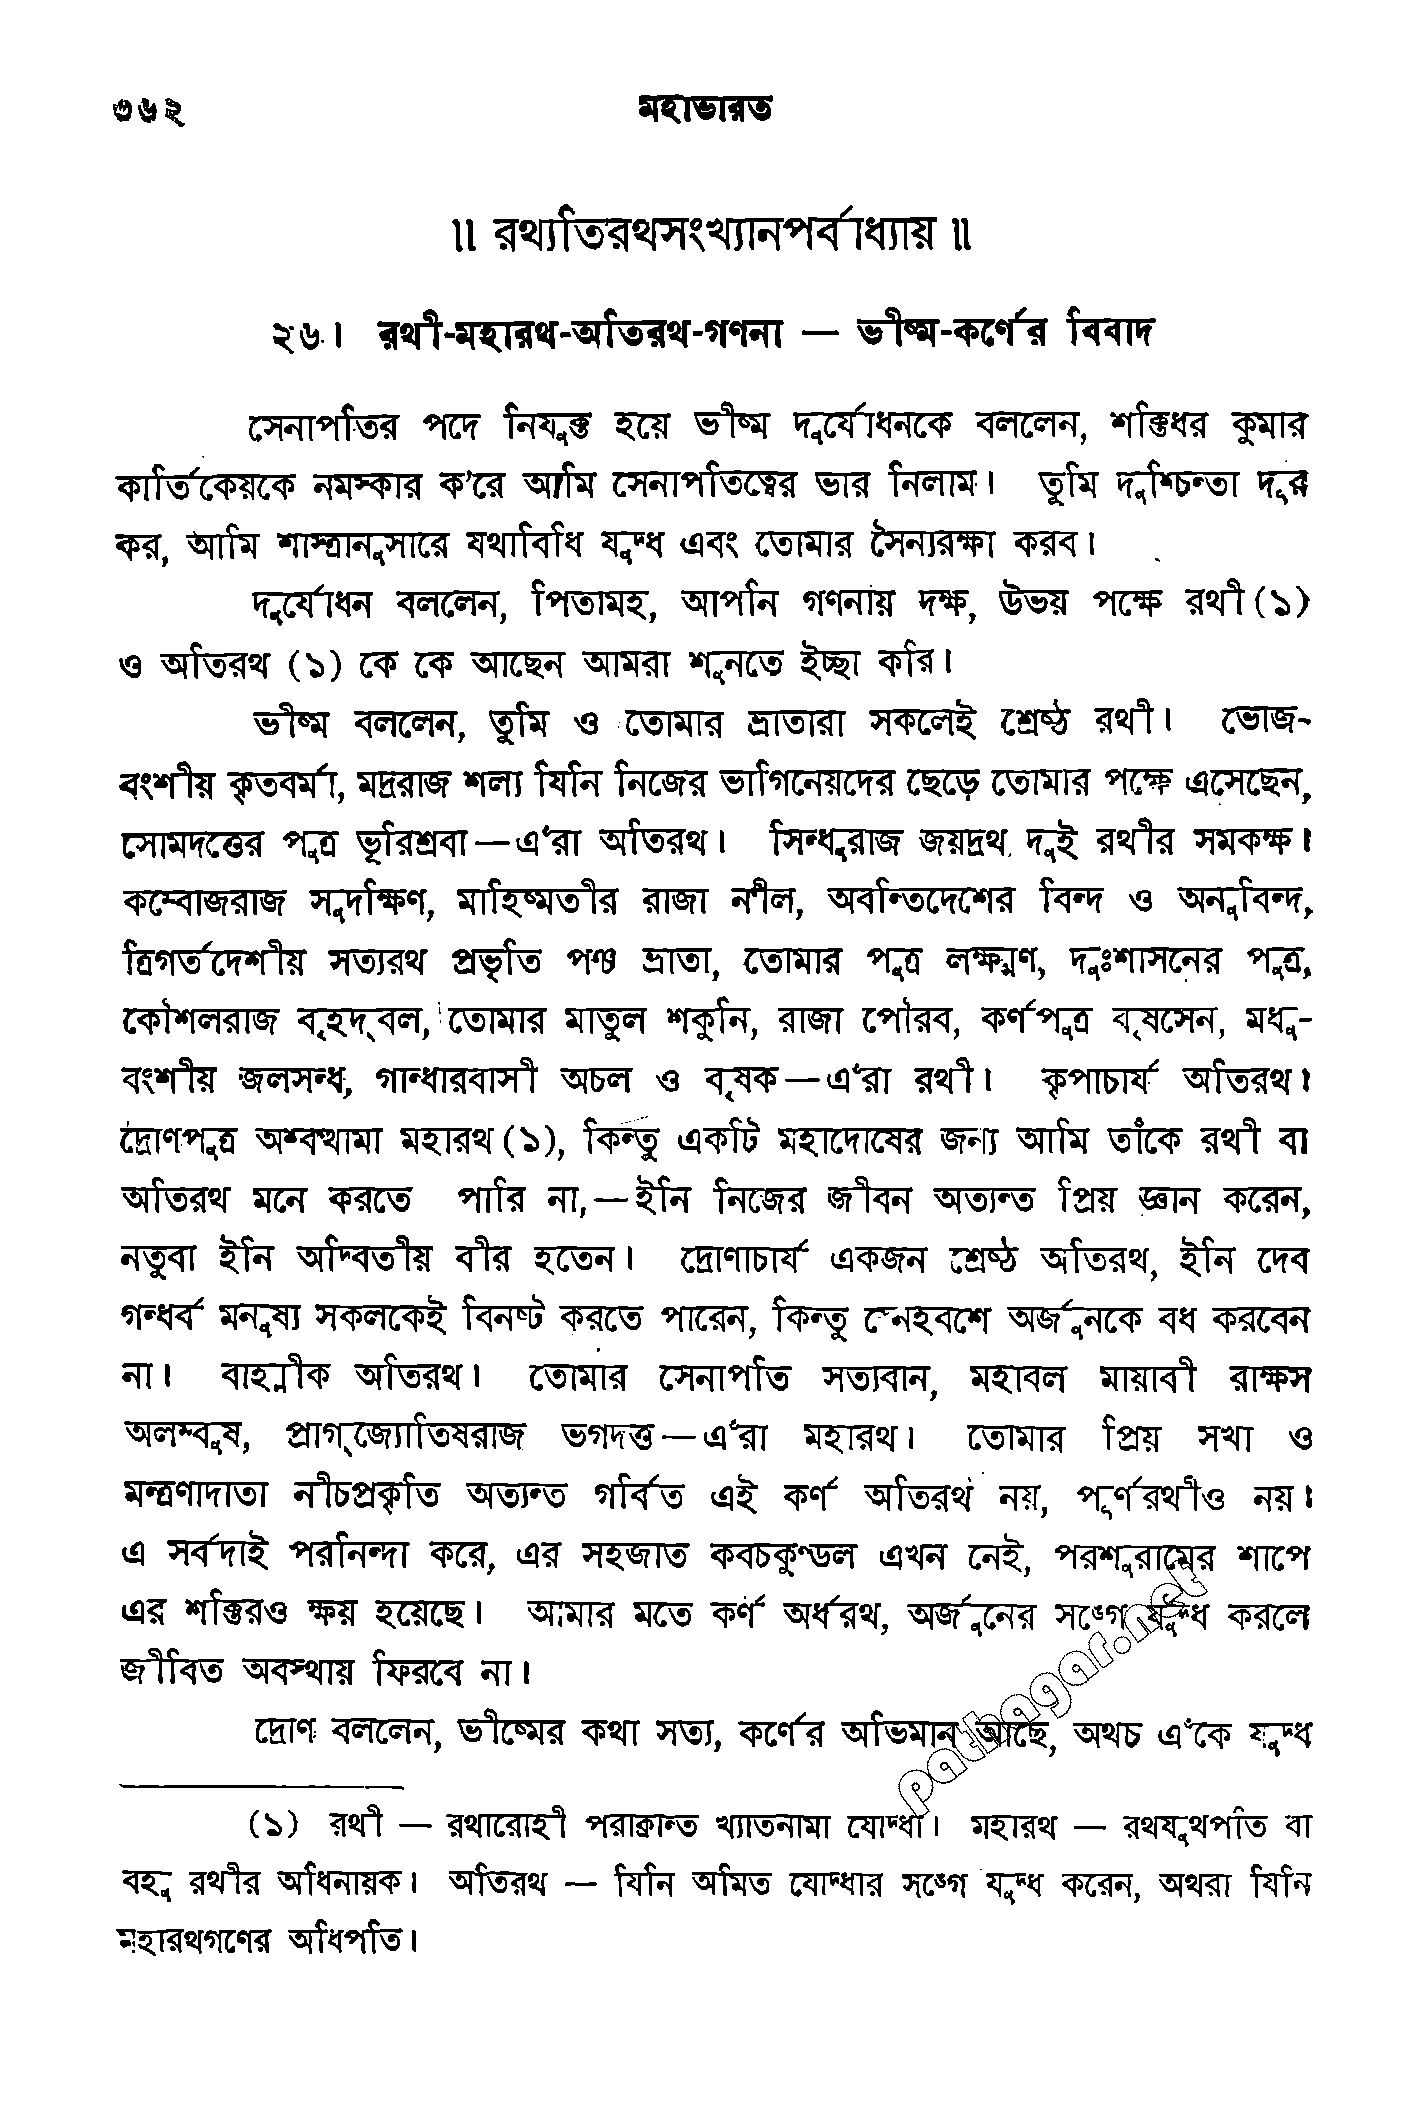 ৩৬২
মহাভারত
॥ রথ্যতিরথসংখ্যানপর্বাধ্যায় ॥
২৬। রথী-মহারথ-অতিরথ-গণনা — ভীষ্ম-কর্ণের বিবাদ
সেনাপতির পদে নিযুক্ত হয়ে ভীষ্ম দুর্যোধনকে বললেন, শক্তিধর কুমার
কার্তিকেয়কে নমস্কার ক'রে আমি সেনাপতিত্বের ভার নিলাম। তুমি দুশ্চিন্তা দূর
কর, আমি শাস্ত্রানুসারে যথাবিধি যুদ্ধ এবং তোমার সৈন্যরক্ষা করব।
দুর্যোধন বললেন, পিতামহ, আপনি গণনায় দক্ষ, উভয় পক্ষে রথী (১)
ও অতিরথ (১) কে কে আছেন আমরা শুনতে ইচ্ছা করি।
ভীষ্ম বললেন, তুমি ও তোমার ভ্রাতারা সকলেই শ্রেষ্ঠ রথী। ভোজ-
বংশীয় কৃতবর্মা, মদ্ররাজ শল্য যিনি নিজের ভাগিনেয়দের ছেড়ে তোমার পক্ষে এসেছেন,
সোমদত্তের পুত্র ভূরিশ্রবা—এঁরা অতিরথ। সিন্ধুরাজ জয়দ্রথ দুই রথীর সমকক্ষ।
কম্বোজরাজ সুদক্ষিণ, মাহিষ্মতীর রাজা নীল, অবন্তিদেশের বিন্দ ও অনুবিন্দ,
ত্রিগর্তদেশীয় সত্যরথ প্রভৃতি পঞ্চ ভ্রাতা, তোমার পুত্র লক্ষ্মণ, দুঃশাসনের পুত্র,
কৌশলরাজ বৃহদ্‌বল, তোমার মাতুল শকুনি, রাজা পৌরব, কর্ণপুত্র বৃষসেন, মধু-
বংশীয় জলসন্ধ, গান্ধারবাসী অচল ও বৃষক—এঁরা রথী। কৃপাচার্য অতিরথ।
দ্রোণপুত্র অশ্বত্থামা মহারথ (১), কিন্তু একটি মহাদোষের জন্য আমি তাঁকে রথী বা
অতিরথ মনে করতে পারি না,—ইনি নিজের জীবন অত্যন্ত প্রিয় জ্ঞান করেন,
নতুবা ইনি অদ্বিতীয় বীর হতেন। দ্রোণাচার্য একজন শ্রেষ্ঠ অতিরথ, ইনি দেব
গন্ধর্ব মনুষ্য সকলকেই বিনষ্ট করতে পারেন, কিন্তু স্নেহবশে অর্জুনকে বধ করবেন
না। বাহ্লীক অতিরথ। তোমার সেনাপতি সত্যবান, মহাবল মায়াবী রাক্ষস
অলম্বুষ, প্রাগ্‌জ্যোতিষরাজ ভগদত্ত—এঁরা মহারথ। তোমার প্রিয় সখা ও
মন্ত্রণাদাতা নীচপ্রকৃতি অত্যন্ত গর্বিত এই কর্ণ অতিরথ নয়, পূর্ণরথীও নয়।
এ সর্বদাই পরনিন্দা করে, এর সহজাত কবচকুণ্ডল এখন নেই, পরশুরামের শাপে
এর শক্তিরও ক্ষয় হয়েছে। আমার মতে কর্ণ অর্ধরথ, অর্জুনের সঙ্গে যুদ্ধ করলে
জীবিত অবস্থায় ফিরবে না।
দ্রোণ বললেন, ভীষ্মের কথা সত্য, কর্ণের অভিমান আছে, অথচ এঁকে যুদ্ধ
(১) রথী — রথারোহী পরাক্রান্ত খ্যাতনামা যোদ্ধা। মহারথ — রথযূথপতি বা
বহু রথীর অধিনায়ক। অতিরথ — যিনি অমিত যোদ্ধার সঙ্গে যুদ্ধ করেন, অথবা যিনি
মহারথগণের অধিপতি।
pathagar.net